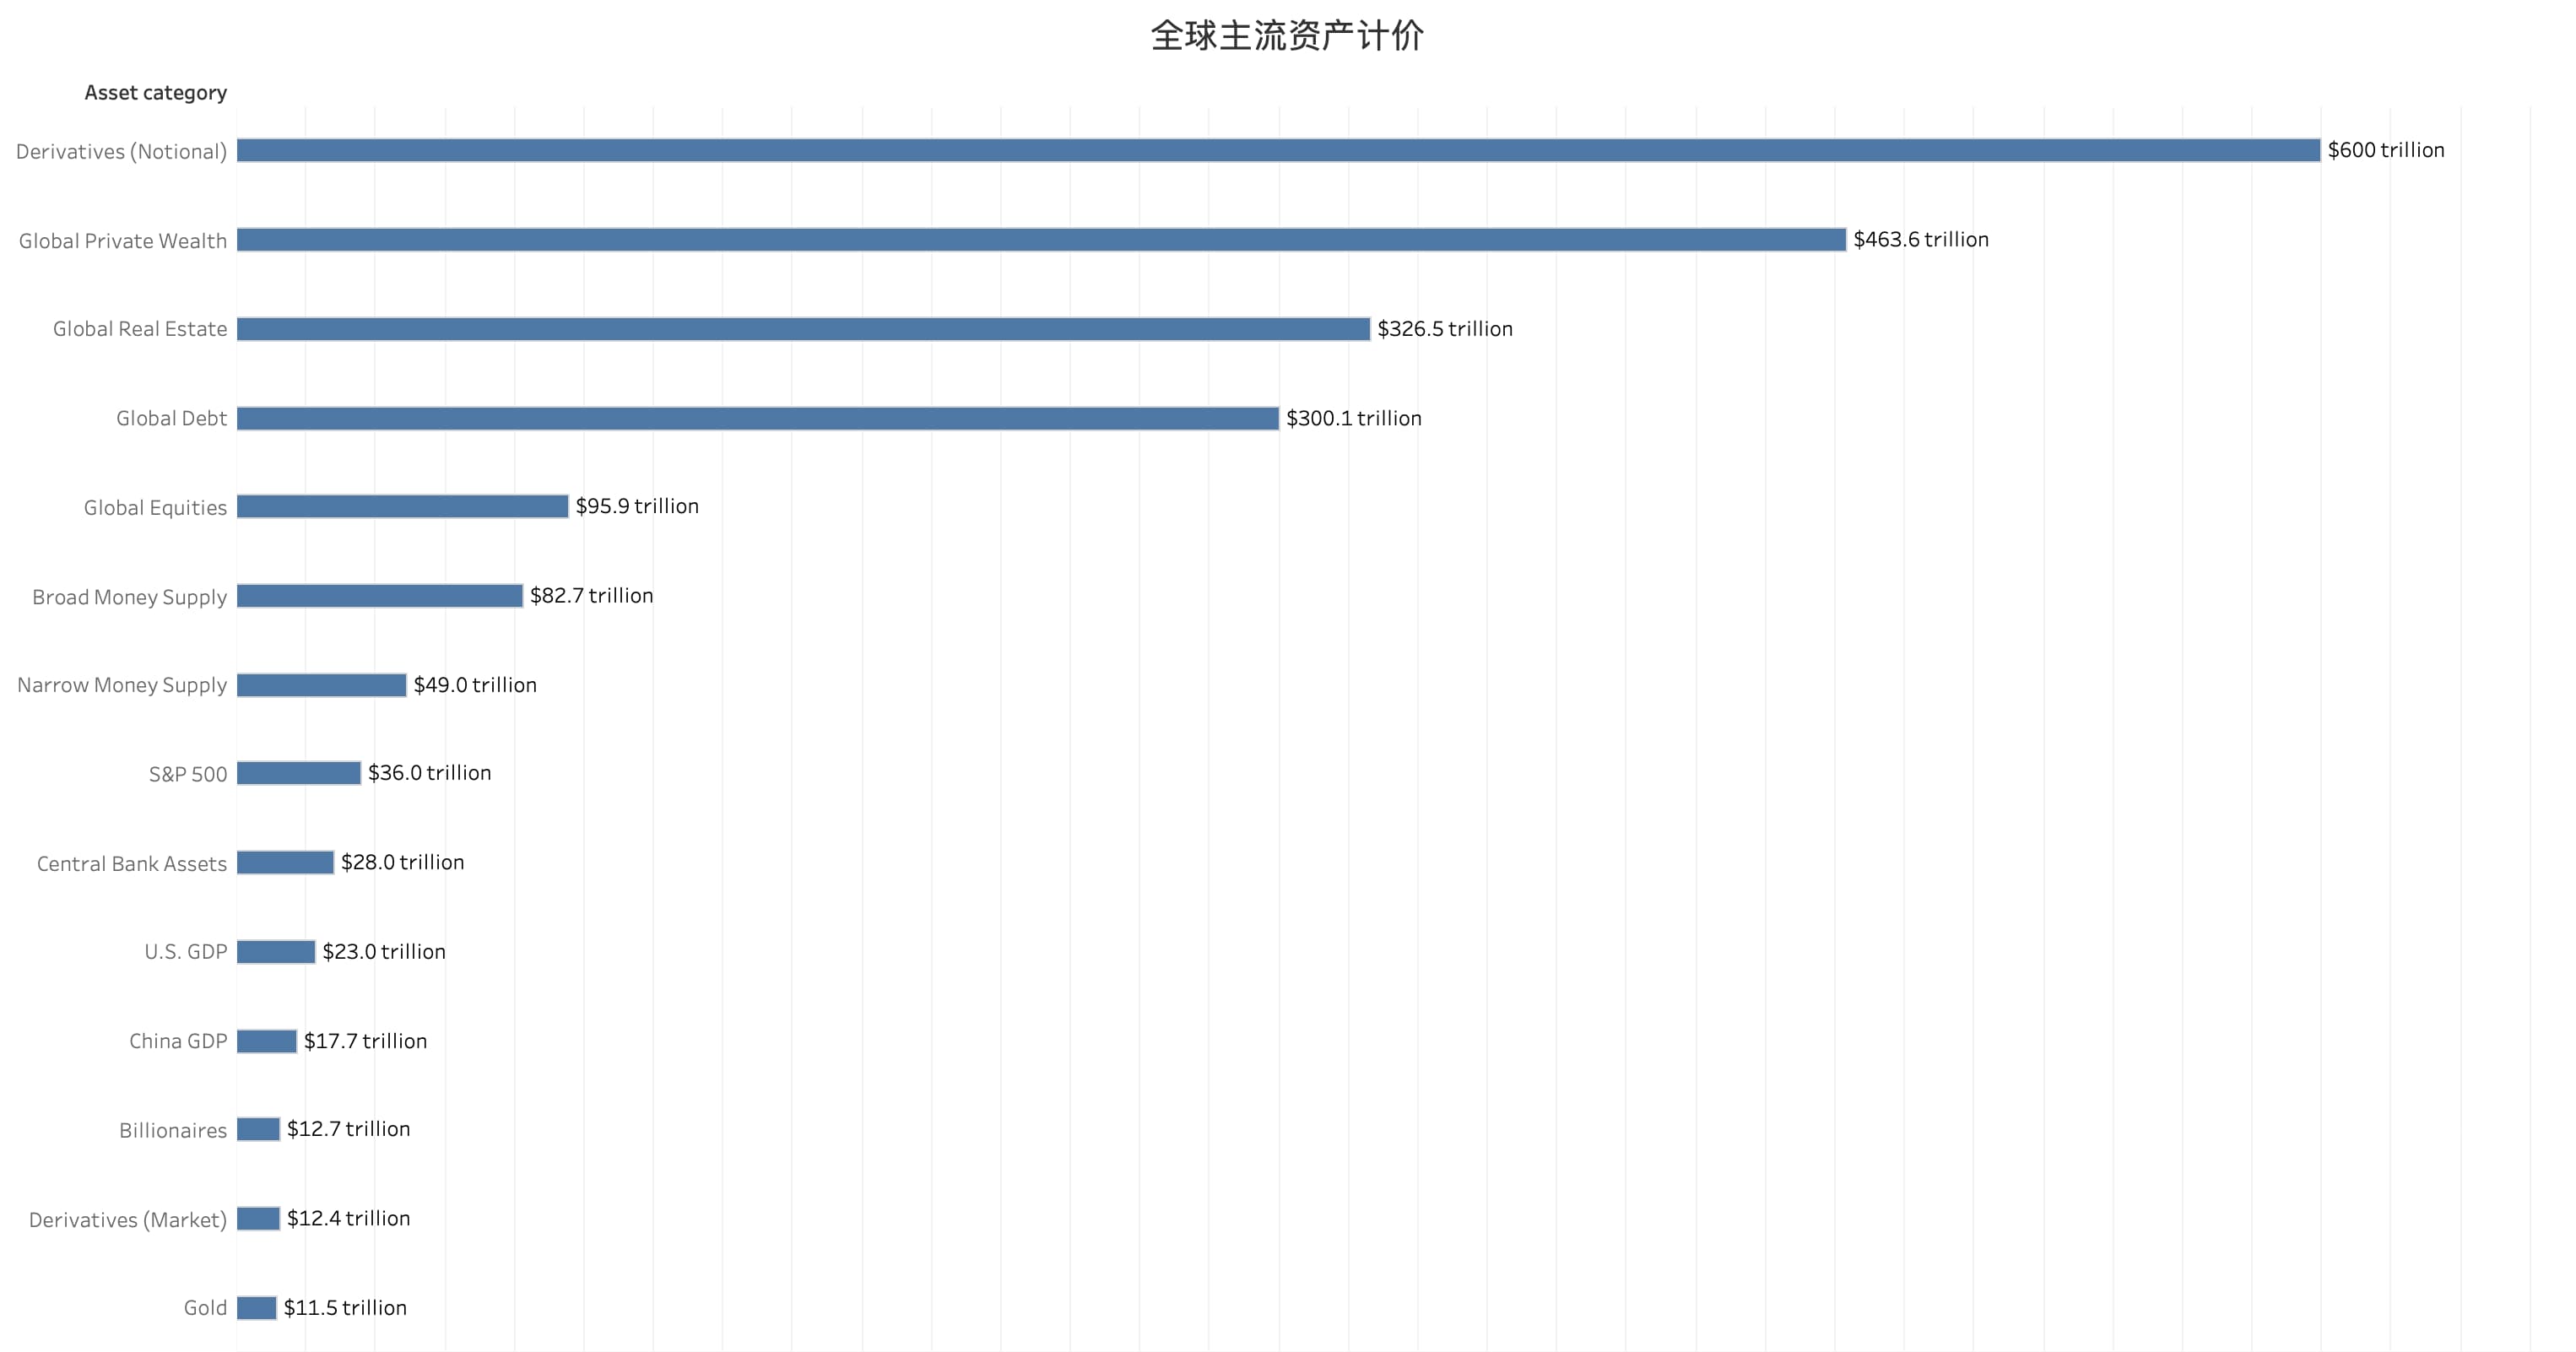 全球主流资产计价
Asset category
Derivatives (Notional) $600 trillion
Global Private Wealth $463.6 trillion
Global Real Estate $326.5 trillion
Global Debt $300.1 trillion
Global Equities $95.9 trillion
Broad Money Supply $82.7 trillion
Narrow Money Supply $49.0 trillion
S&P 500 $36.0 trillion
Central Bank Assets $28.0 trillion
U.S. GDP $23.0 trillion
China GDP $17.7 trillion
Billionaires $12.7 trillion
Derivatives (Market) $12.4 trillion
Gold $11.5 trillion